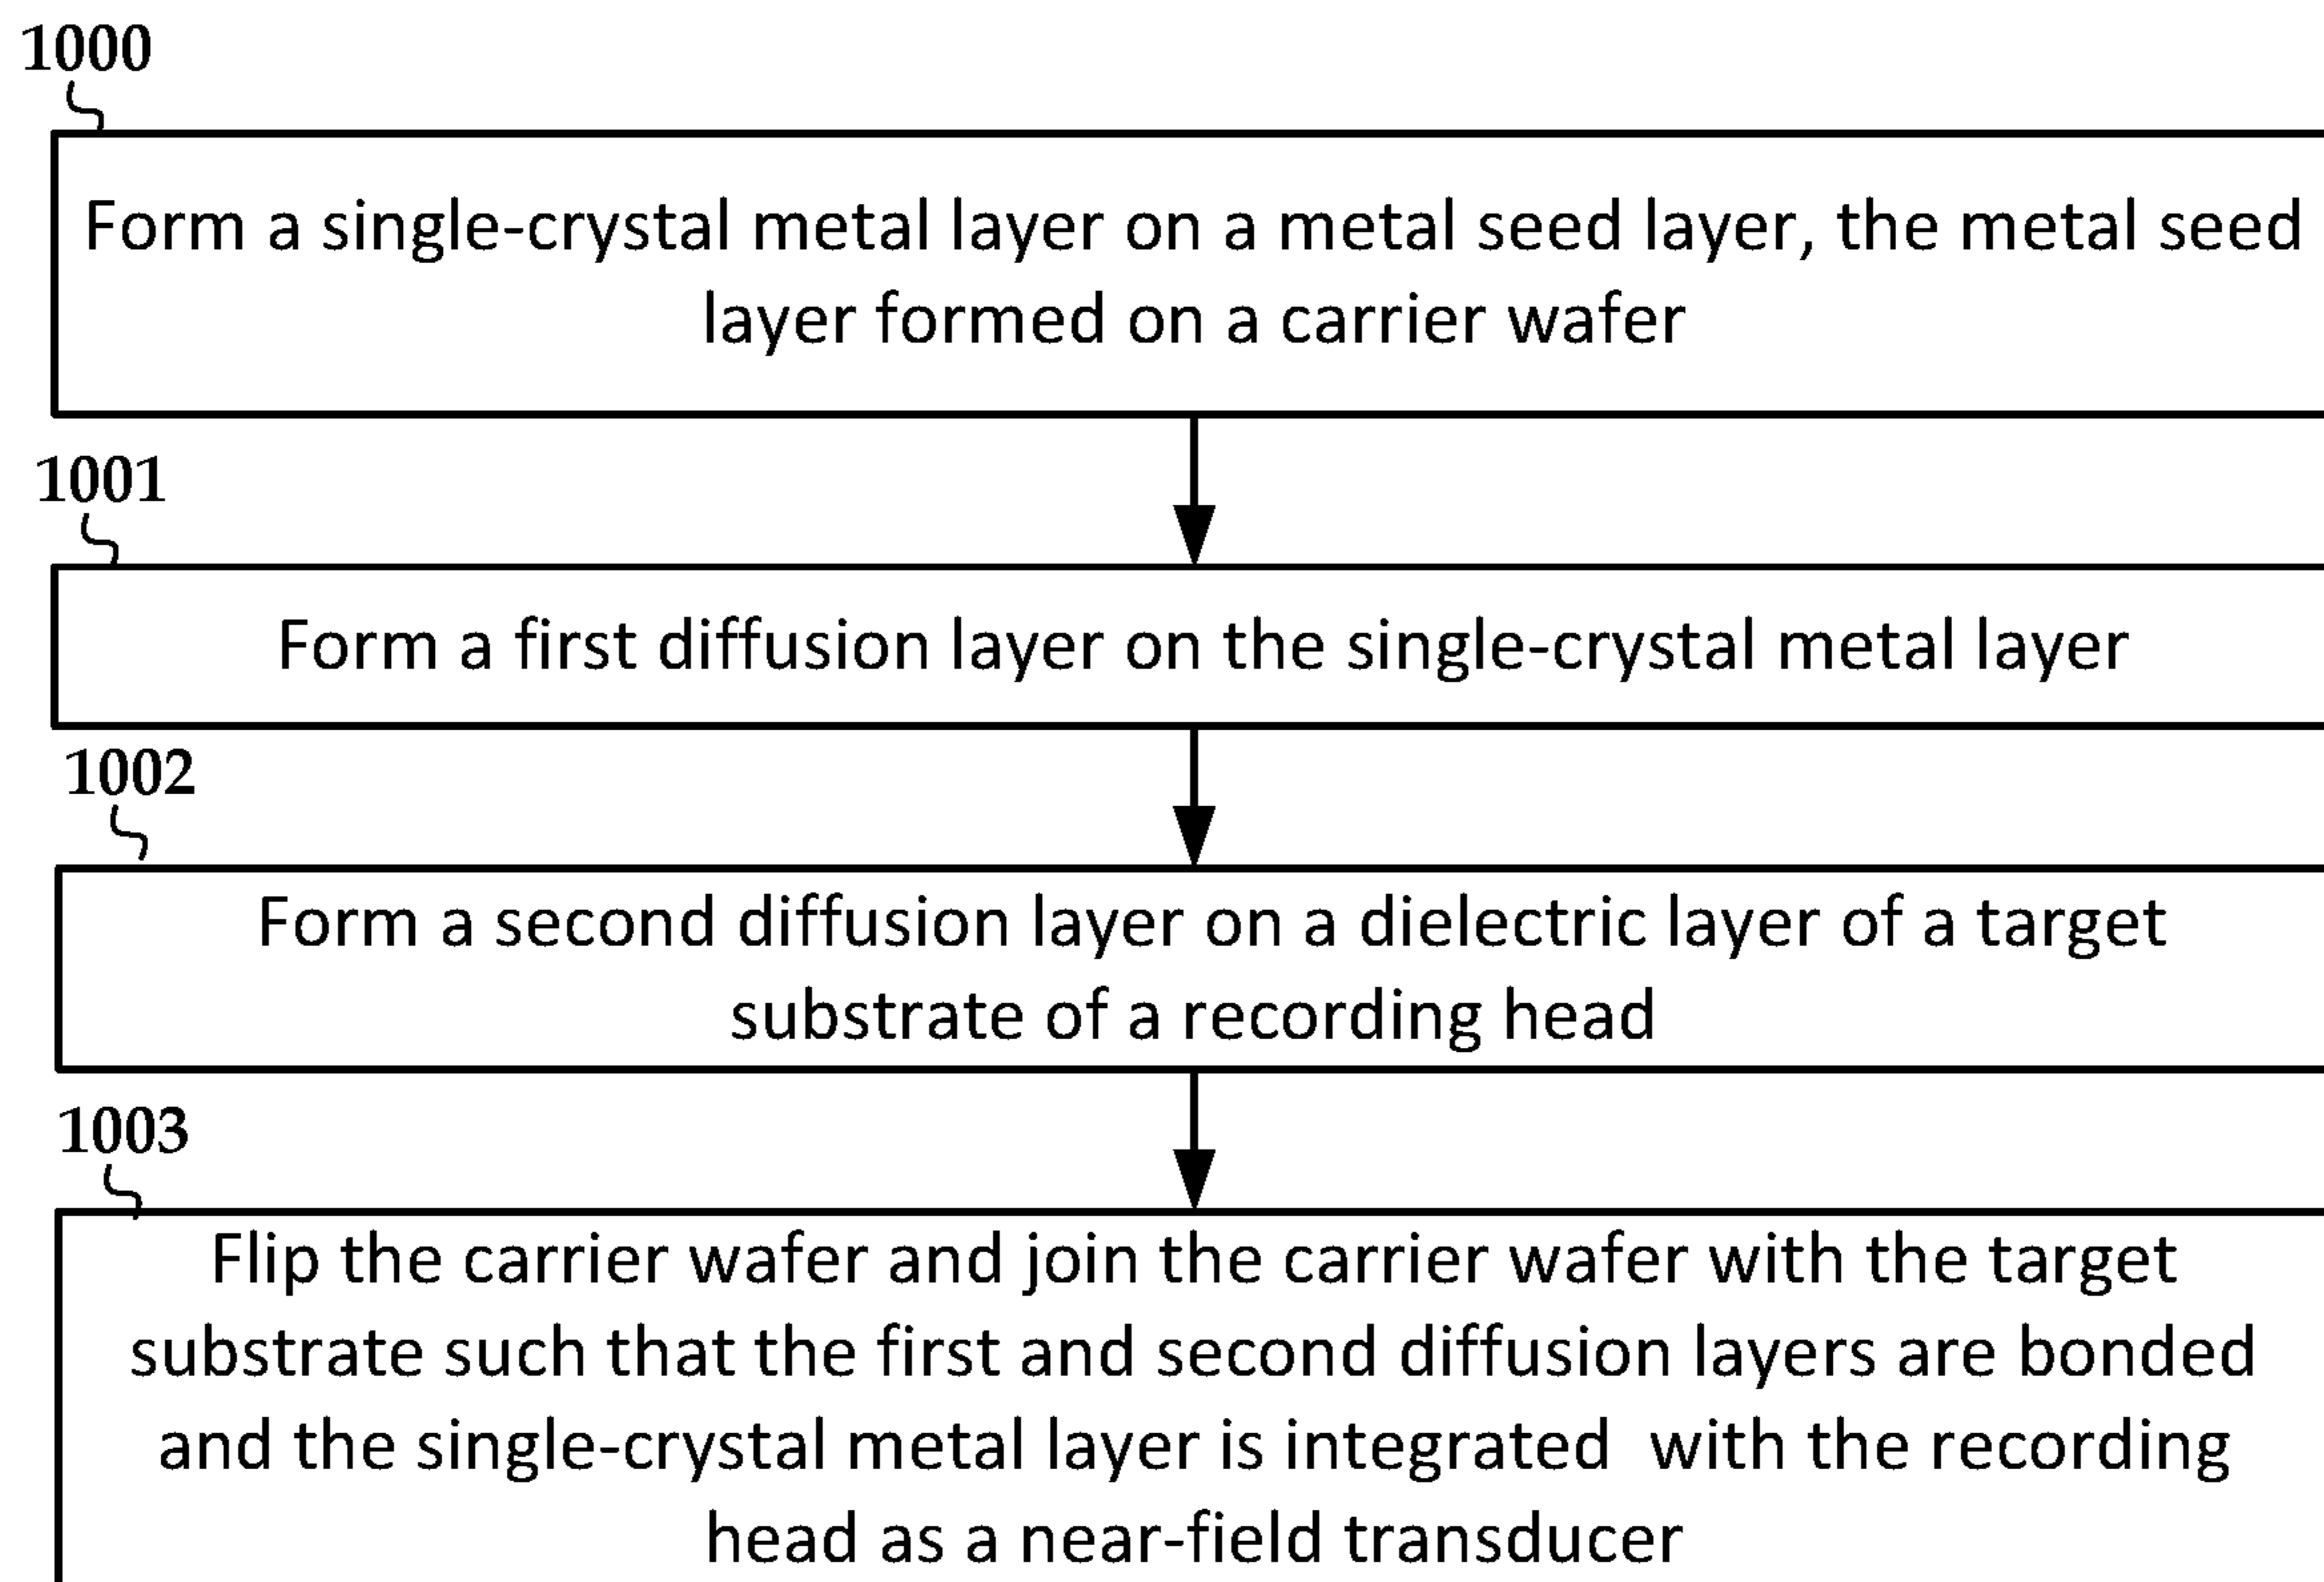 1000
Form a single-crystal metal layer on a metal seed layer, the metal seed
layer formed on a carrier wafer
1001
Form a first diffusion layer on the single-crystal metal layer
1002
Form a second diffusion layer on a dielectric layer of a target
substrate of a recording head
1003
Flip the carrier wafer and join the carrier wafer with the target
substrate such that the first and second diffusion layers are bonded
and the single-crystal metal layer is integrated  with the recording
head as a near-field transducer